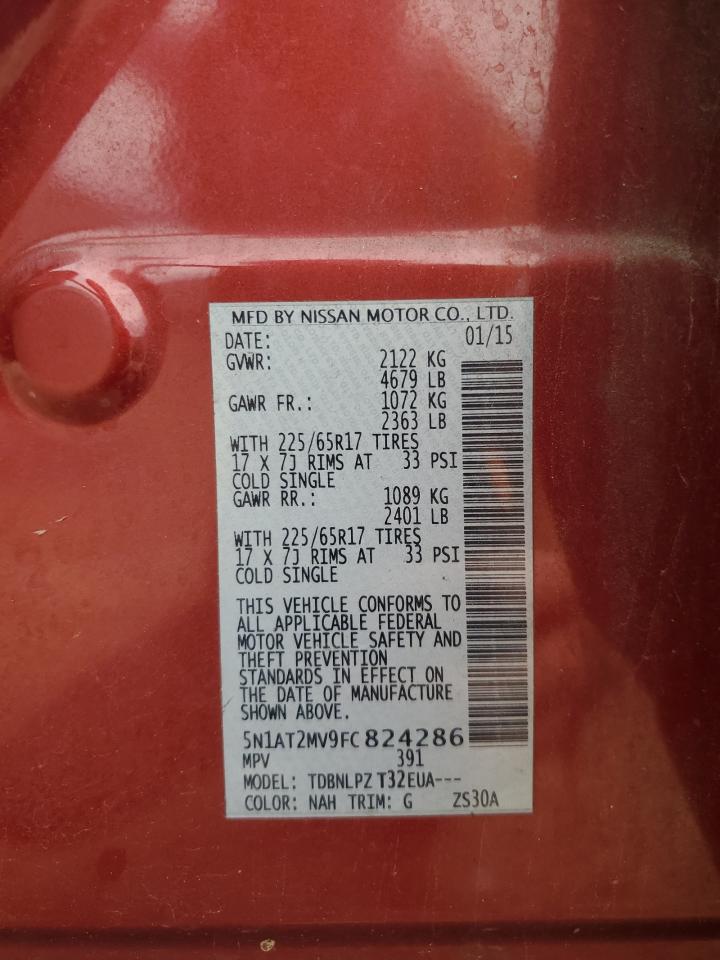 MFD BY NISSAN MOTOR CO., LTD.
DATE: 01/15
GVWR: 2122 KG
4679 LB
GAWR FR.: 1072 KG
2363 LB
WITH 225/65R17 TIRES
17 X 7J RIMS AT 33 PSI
COLD SINGLE
GAWR RR.: 1089 KG
2401 LB
WITH 225/65R17 TIRES
17 X 7J RIMS AT 33 PSI
COLD SINGLE
THIS VEHICLE CONFORMS TO
ALL APPLICABLE FEDERAL
MOTOR VEHICLE SAFETY AND
THEFT PREVENTION
STANDARDS IN EFFECT ON
THE DATE OF MANUFACTURE
SHOWN ABOVE.
5N1AT2MV9FC824286
MPV 391
MODEL: TDBNLPZ T32EUA---
COLOR: NAH TRIM: G ZS30A